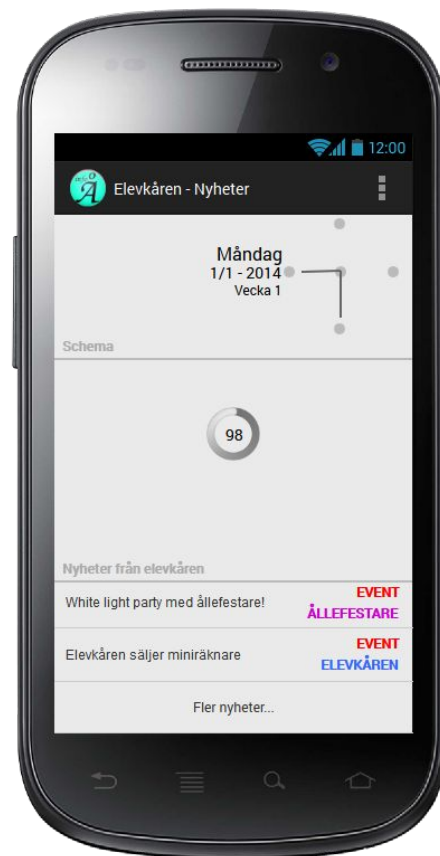 12:00
Elevkåren - Nyheter
Måndag
1/1 - 2014
Vecka 1
Schema
98
Nyheter från elevkåren
White light party med ållefestare!
EVENT
ÅLLEFESTARE
Elevkåren säljer miniräknare
EVENT
ELEVKÅREN
Fler nyheter...